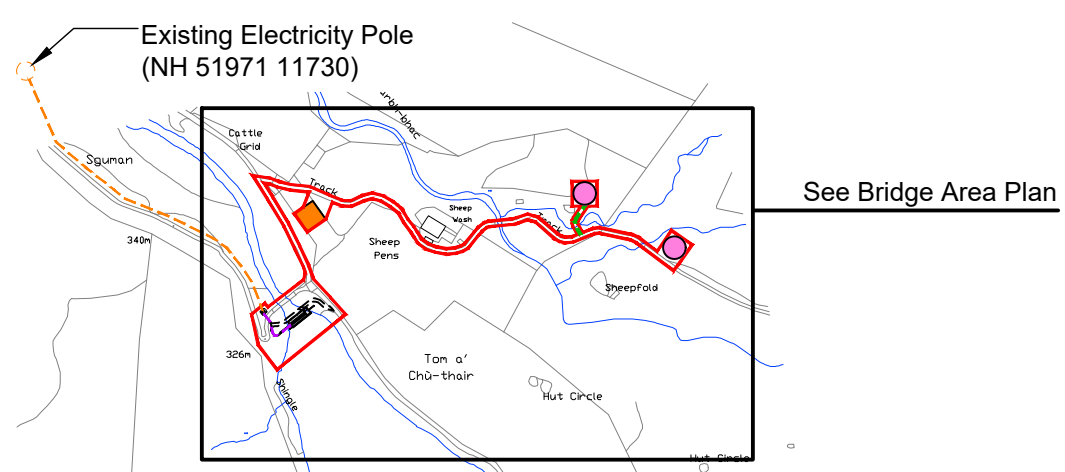 Existing Electricity Pole
(NH 51971 11730)
Cattle
Grid
Sguman
Track
Sheep
Wash
See Bridge Area Plan
Track
340m
Sheep
Pens
Sheepfold
326m
Tom a'
Chù-thair
Shingle
Hut Circle
Hut Circle